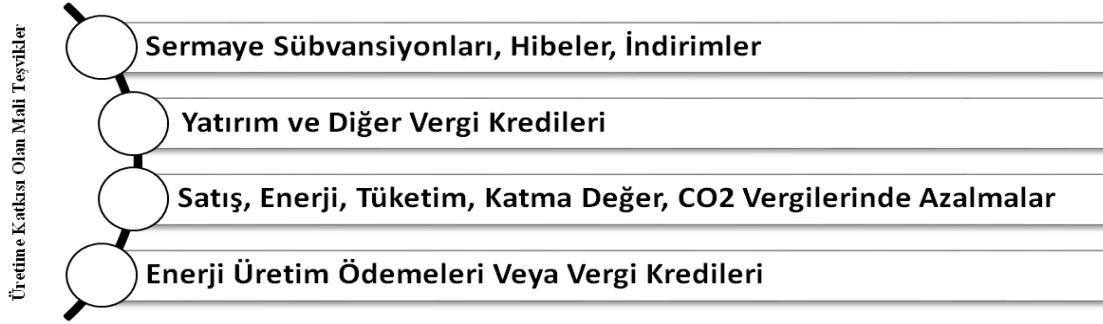 Üretime Katkısı Olan Mali Teşvikler
Sermaye Sübvansiyonları, Hibeler, İndirimler
Yatırım ve Diğer Vergi Kredileri
Satış, Enerji, Tüketim, Katma Değer, CO2 Vergilerinde Azalmalar
Enerji Üretim Ödemeleri Veya Vergi Kredileri